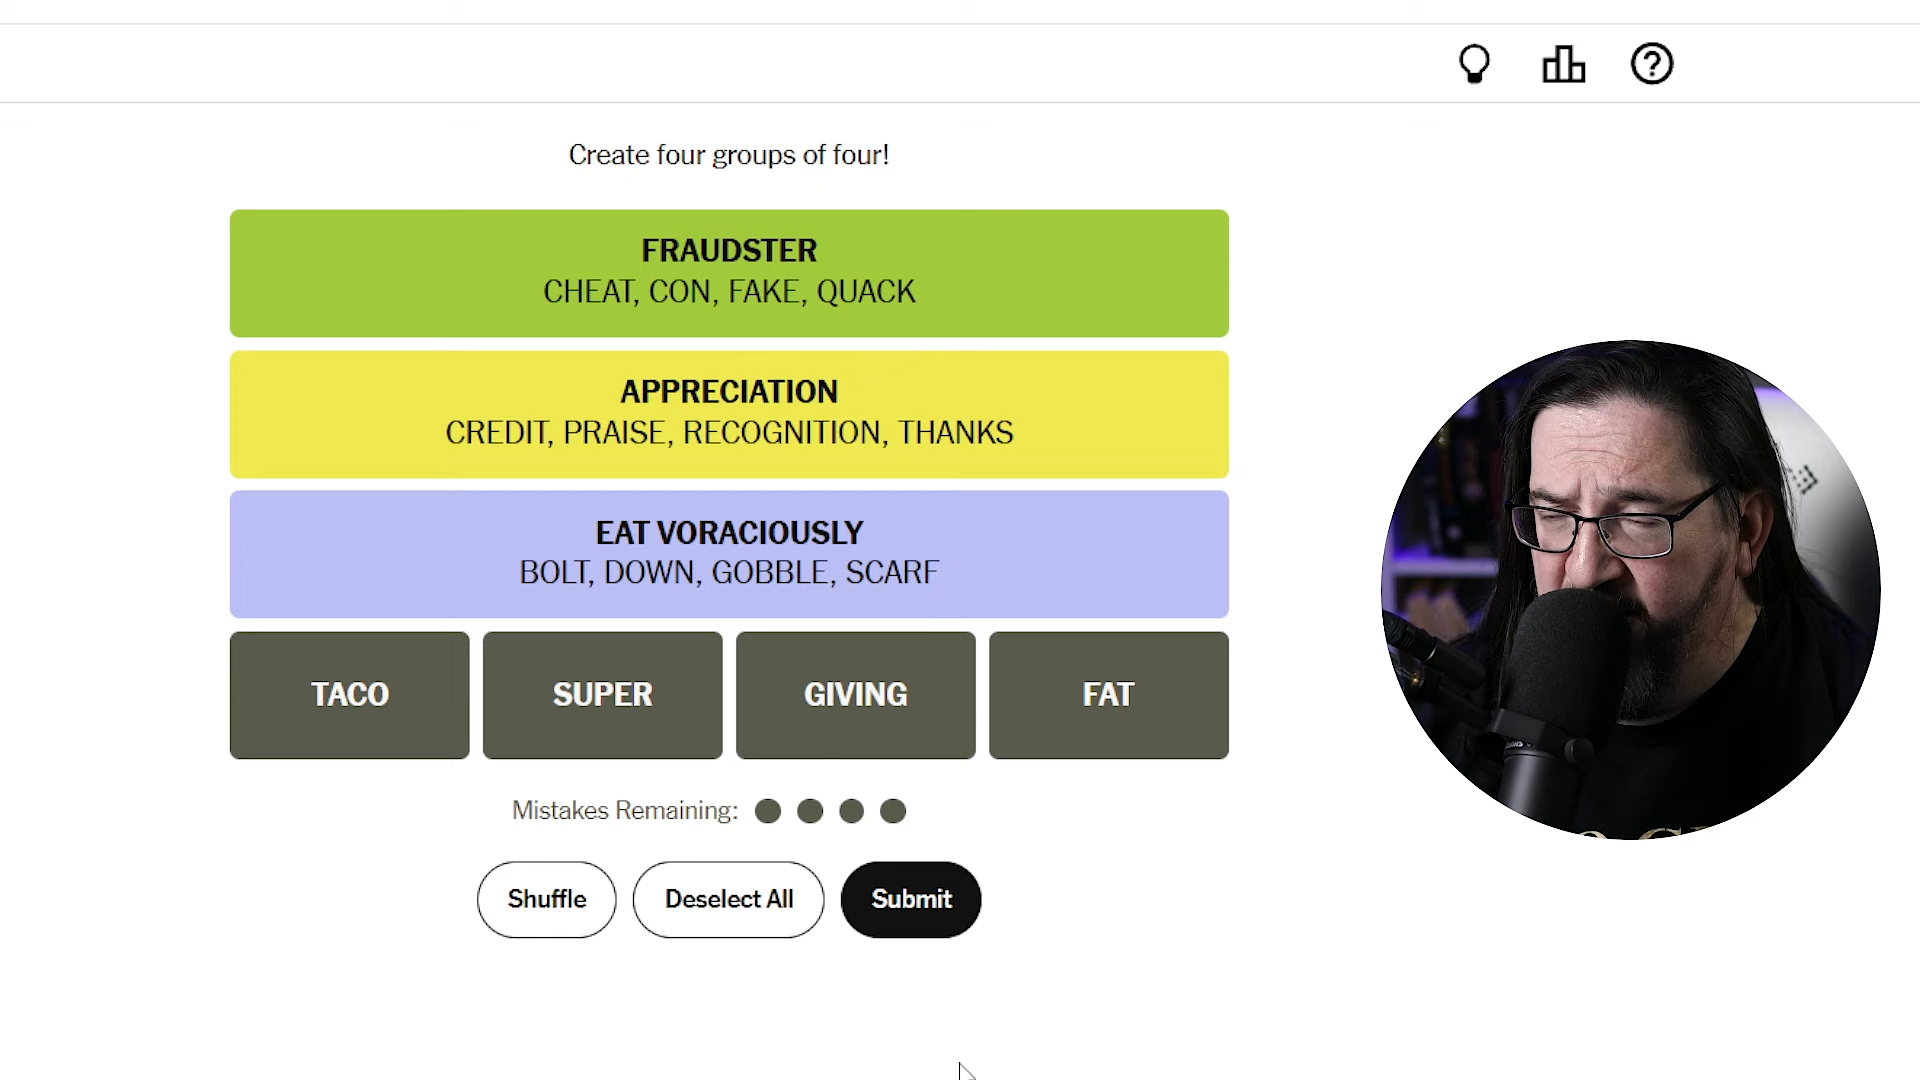 Create four groups of four!
FRAUDSTER
CHEAT, CON, FAKE, QUACK
APPRECIATION
CREDIT, PRAISE, RECOGNITION, THANKS
EAT VORACIOUSLY
BOLT, DOWN, GOBBLE, SCARF
TACO SUPER GIVING FAT
Mistakes Remaining:
Shuffle Deselect All Submit